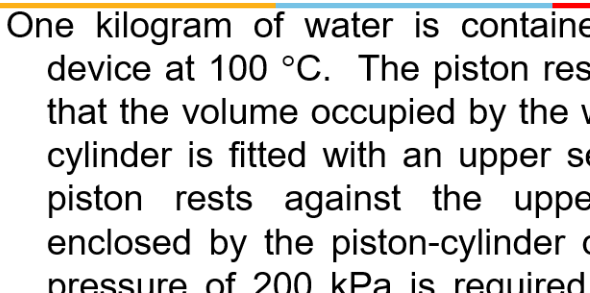 One kilogram of water is containe
device at 100 °C. The piston res
that the volume occupied by the
cylinder is fitted with an upper se
piston rests against the uppe
enclosed by the piston-cylinder
pressure of 200 kPa is required